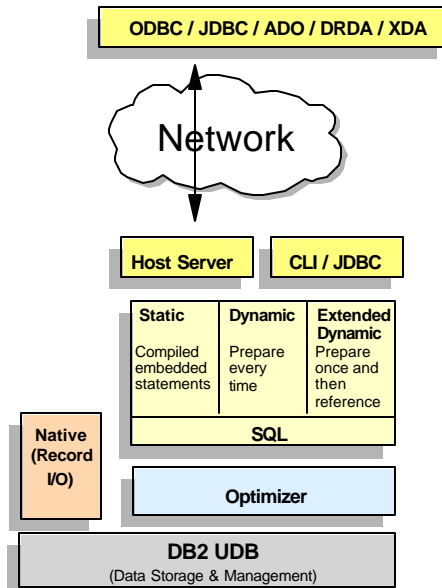 ODBC / JDBC / ADO / DRDA / XDA
Network
Host Server
CLI / JDBC
Static
Compiled
embedded
statements
Dynamic
Prepare
every
time
Extended
Dynamic
Prepare
once and
then
reference
SQL
Native
(Record
I/O)
Optimizer
DB2 UDB
(Data Storage & Management)